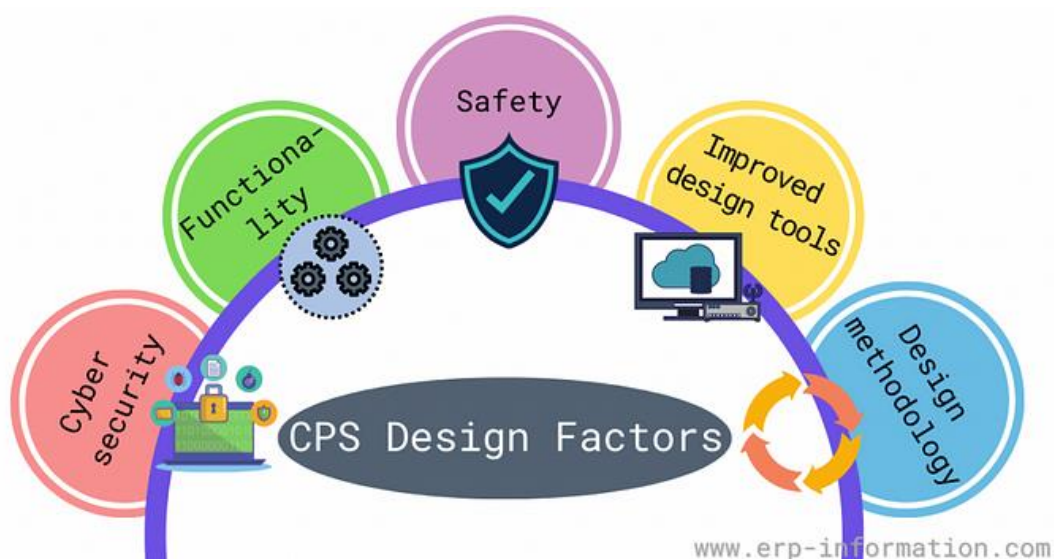 Safety
Functiona-
lity
Improved
design tools
Cyber
security
Design
methodology
CPS Design Factors
www.erp-information.com